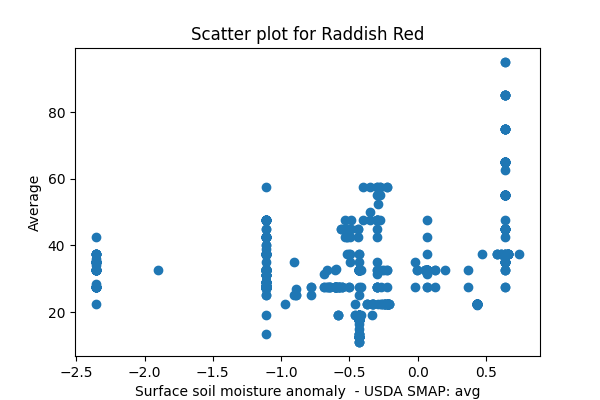 Scatter plot for Raddish Red
Average
80
60
40
20
−2.5 −2.0 −1.5 −1.0 −0.5 0.0 0.5
Surface soil moisture anomaly - USDA SMAP: avg